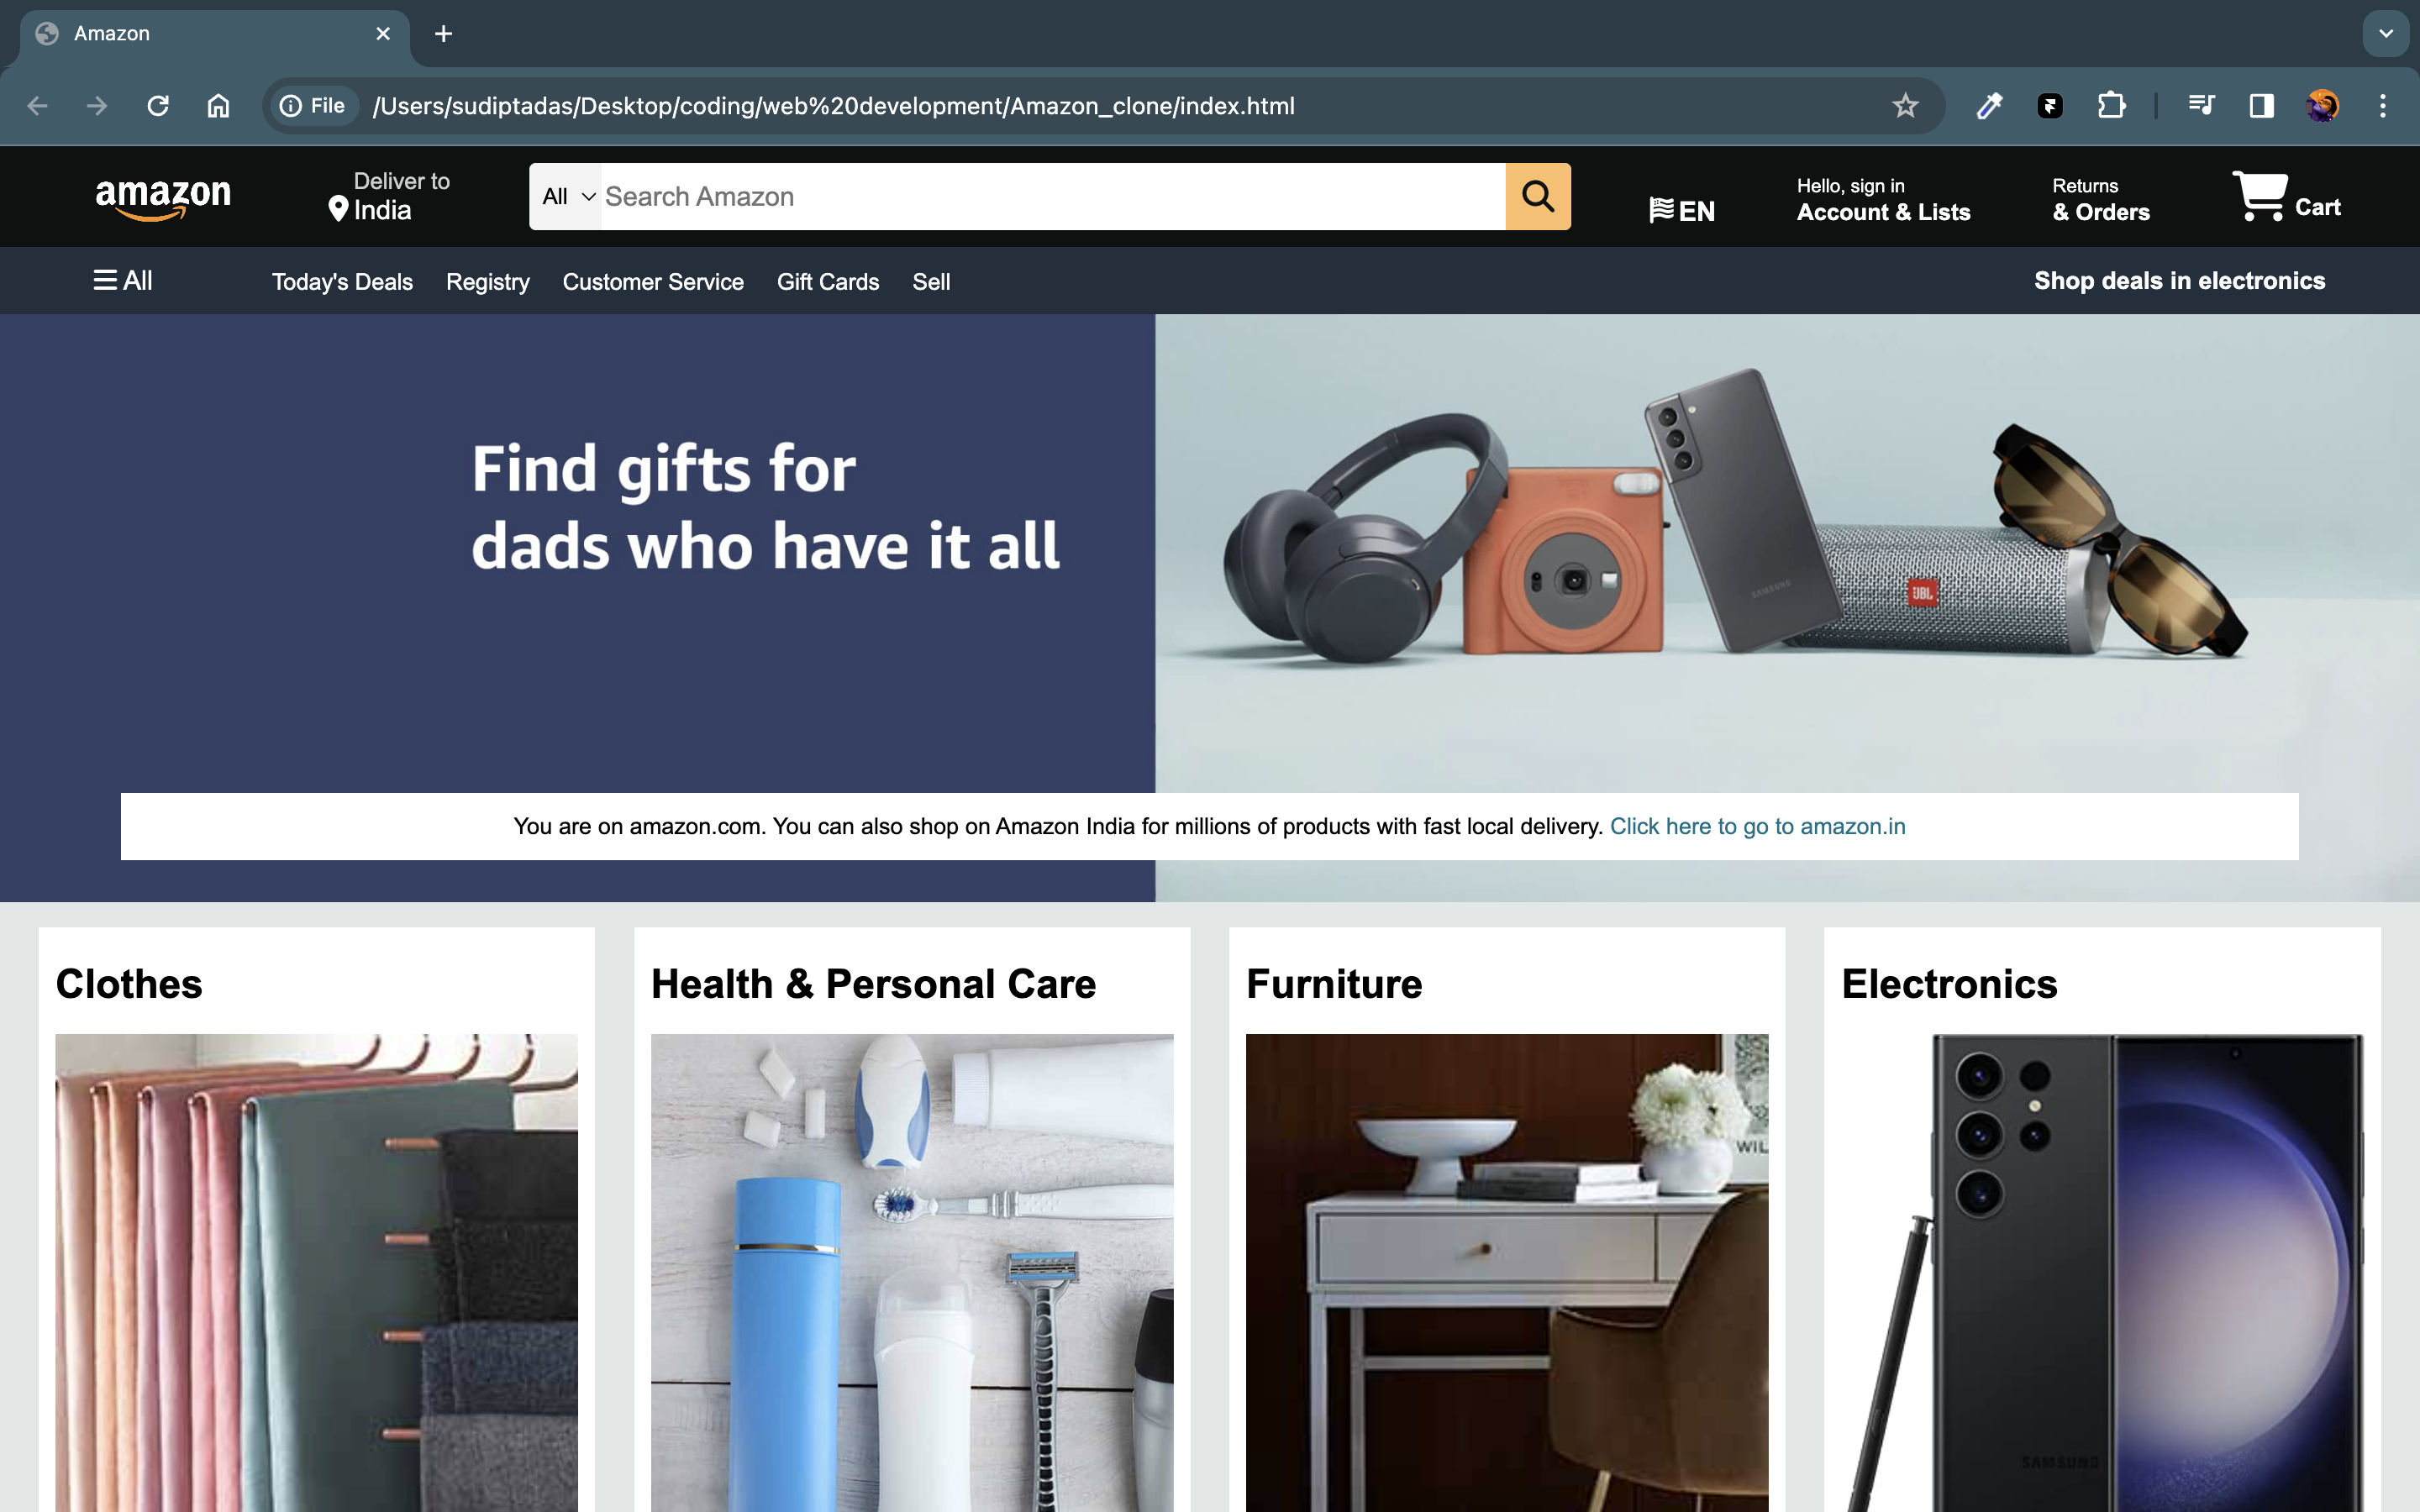 Amazon
File /Users/sudiptadas/Desktop/coding/web%20development/Amazon_clone/index.html
amazon
Deliver to
India
All
Search Amazon
EN
Hello, sign in
Account & Lists
Returns
& Orders
Cart
All
Today's Deals
Registry
Customer Service
Gift Cards
Sell
Shop deals in electronics
Find gifts for
dads who have it all
SAMSUNG
JBL
You are on amazon.com. You can also shop on Amazon India for millions of products with fast local delivery. Click here to go to amazon.in
Clothes
Health & Personal Care
Furniture
Electronics
WIL
SAMSUNG